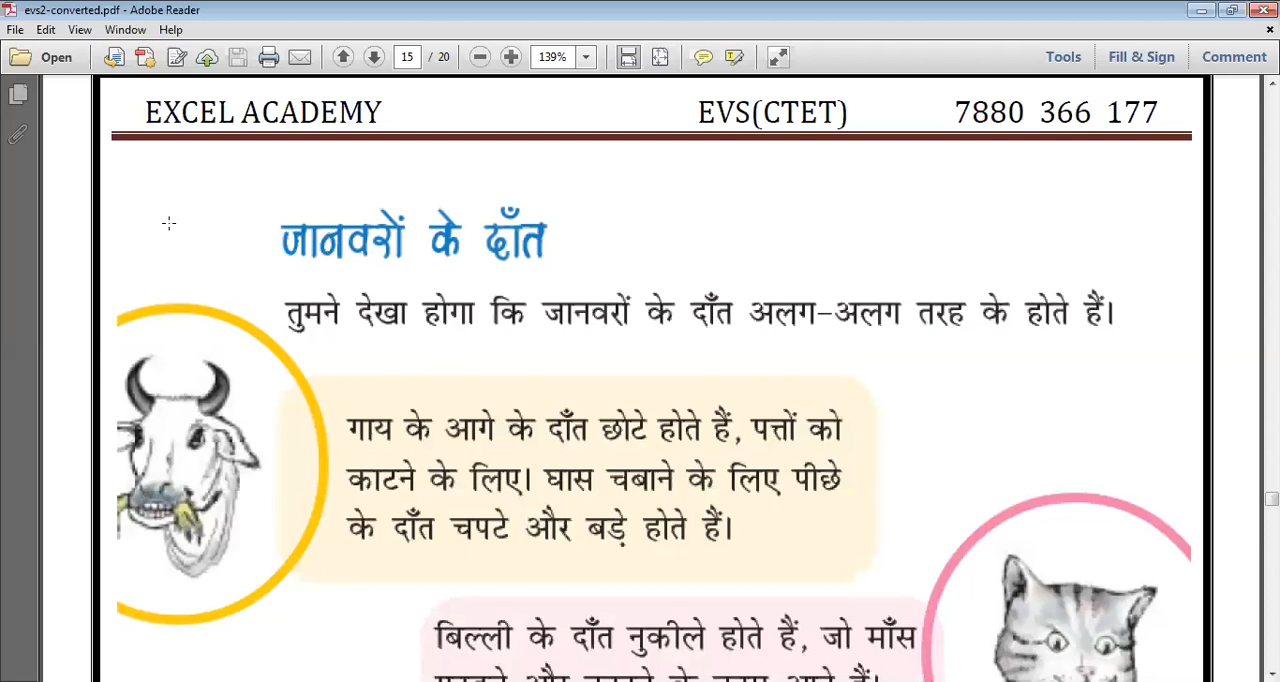 evs2-converted.pdf - Adobe Reader
File Edit View Window Help
Open 15 / 20 139% Tools Fill & Sign Comment
EXCEL ACADEMY EVS(CTET) 7880 366 177
जानवरों के दाँत
तुमने देखा होगा कि जानवरों के दाँत अलग-अलग तरह के होते हैं।
गाय के आगे के दाँत छोटे होते हैं, पत्तों को
काटने के लिए। घास चबाने के लिए पीछे
के दाँत चपटे और बड़े होते हैं।
बिल्ली के दाँत नुकीले होते हैं, जो माँस